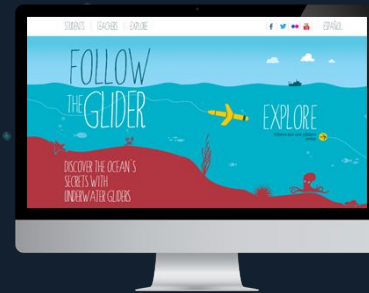 STUDENTS TEACHERS EXPLORE
ESPAÑOL
FOLLOW
THE GLIDER
EXPLORE
DISCOVER THE OCEAN'S
SECRETS WITH
UNDERWATER GLIDERS